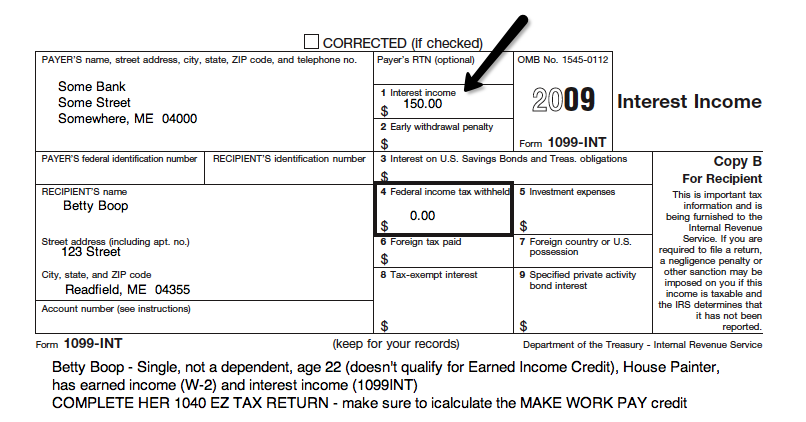 CORRECTED (if checked)
PAYER'S name, street address, city, state, ZIP code, and telephone no.
Some Bank
Some Street
Somewhere, ME 04000
Payer's RTN (optional)
1 Interest income
$ 150.00
2 Early withdrawal penalty
$
OMB No. 1545-0112
2009
Form 1099-INT
Interest Income
PAYER'S federal identification number
RECIPIENT'S identification number
3 Interest on U.S. Savings Bonds and Treas. obligations
$
Copy B
For Recipient
This is important tax
information and is
being furnished to the
Internal Revenue
Service. If you are
required to file a return,
a negligence penalty or
other sanction may be
imposed on you if this
income is taxable and
the IRS determines that
it has not been
reported.
RECIPIENT'S name
Betty Boop
4 Federal income tax withheld
$ 0.00
5 Investment expenses
$
Street address (including apt. no.)
123 Street
6 Foreign tax paid
$
7 Foreign country or U.S.
possession
City, state, and ZIP code
Readfield, ME 04355
8 Tax-exempt interest
$
9 Specified private activity
bond interest
$
Account number (see instructions)
Form 1099-INT
(keep for your records)
Department of the Treasury - Internal Revenue Service
Betty Boop - Single, not a dependent, age 22 (doesn't qualify for Earned Income Credit), House Painter,
has earned income (W-2) and interest income (1099INT)
COMPLETE HER 1040 EZ TAX RETURN - make sure to icalculate the MAKE WORK PAY credit